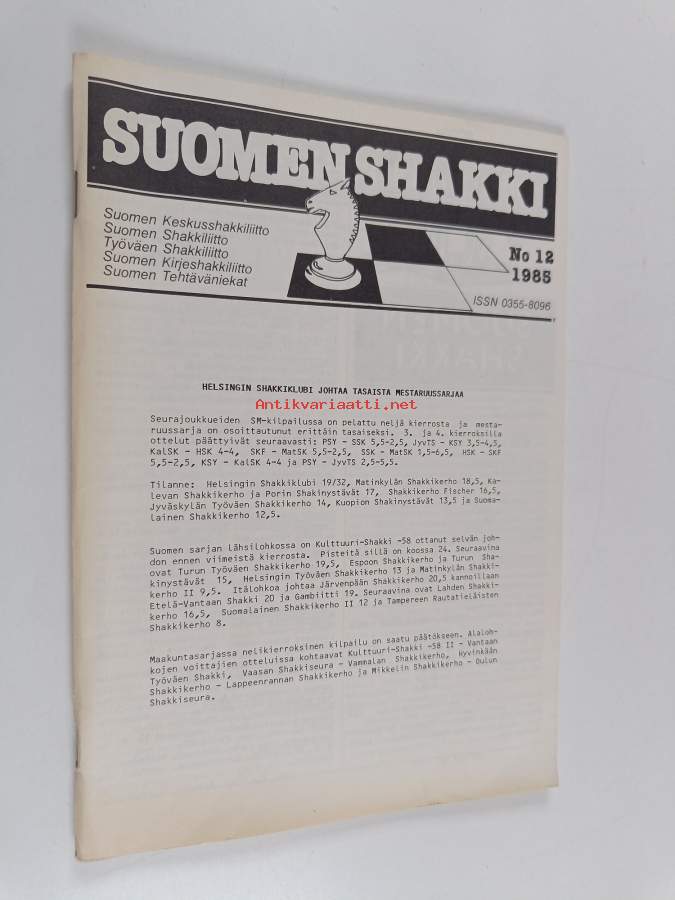 SUOMEN SHAKKI
Suomen Keskusshakkiliitto
Suomen Shakkiliitto
Työväen Shakkiliitto
Suomen Kirjeshakkiliitto
Suomen Tehtäväniekat
No 12
1985
ISSN 0355-8096
HELSINGIN SHAKKIKLUBI JOHTAA TASAISTA MESTARUUSSARJAA
Antikvariaatti.net
Seurajoukkueiden SM-kilpailussa on pelattu neljä kierrosta ja mesta-
ruussarja on osoittautunut erittäin tasaiseksi. 3. ja 4. kierroksilla
ottelut päättyivät seuraavasti: PSY - SSK 5,5-2,5, JyvTS - KSY 3,5-4,5,
KalSK - HSK 4-4, SKF - MatSK 5,5-2,5, SSK - MatSK 1,5-6,5, HSK - SKF
5,5-2,5, KSY - KalSK 4-4 ja PSY - JyvTS 2,5-5,5.
Tilanne: Helsingin Shakkiklubi 19/32, Matinkylän Shakkikerho 18,5, Ka-
levan Shakkikerho ja Porin Shakinystävät 17, Shakkikerho Fischer 16,5,
Jyväskylän Työväen Shakkikerho 14, Kuopion Shakinystävät 13,5 ja Suoma-
lainen Shakkikerho 12,5.
Suomen sarjan lähsilohkossa on Kulttuuri-Shakki -58 ottanut selvän joh-
don ennen viimeistä kierrosta. Pisteitä sillä on koossa 24. Seuraavina
ovat Turun Työväen Shakkikerho 19,5, Espoon Shakkikerho ja Turun Sha-
kinystävät 15, Helsingin Työväen Shakkikerho 13 ja Matinkylän Shakki-
kerho II 9,5. Itälohkoa johtaa Järvenpään Shakkikerho 20,5 kannoillaan
Etelä-Vantaan Shakki 20 ja Gambiitti 19. Seuraavina ovat Lahden Shakki-
kerho 16,5, Suomalainen Shakkikerho II 12 ja Tampereen Rautatieläisten
Shakkikerho 8.
Maakuntasarjassa nelikierroksinen kilpailu on saatu päätökseen. Alaloh-
kojen voittajien otteluissa kohtaavat Kulttuuri-Shakki -58 II - Vantaan
Työväen Shakki, Vaasan Shakkiseura - Vammalan Shakkikerho, Hyvinkään
Shakkikerho - Lappeenrannan Shakkikerho ja Mikkelin Shakkikerho - Oulun
Shakkiseura.